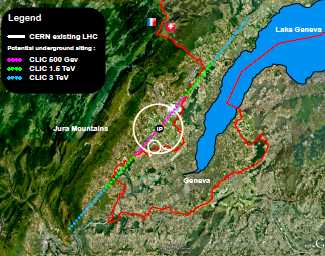 Legend
CERN existing LHC
Potential underground siting :
CLIC 500 Gev
CLIC 1.5 TeV
CLIC 3 TeV
Lake Geneva
IP
Jura Mountains
Geneva
G